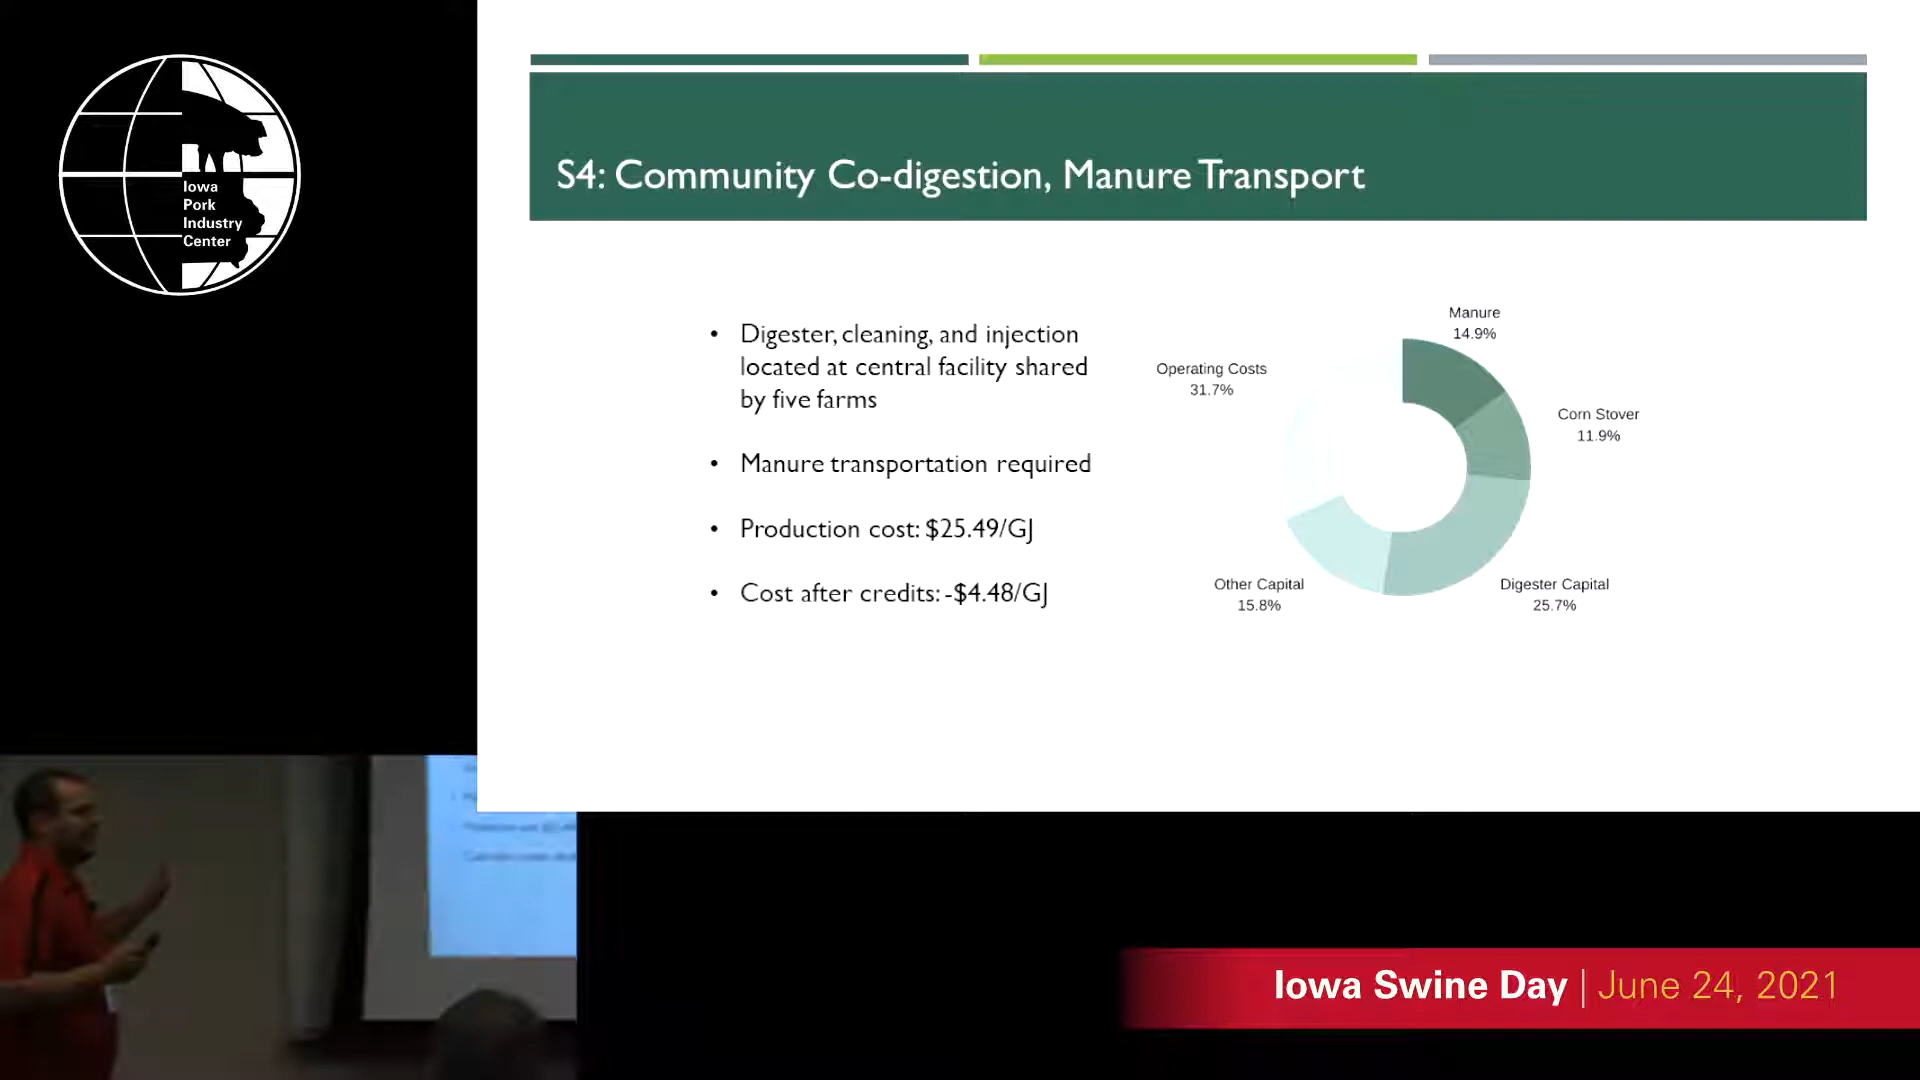 Iowa
Pork
Industry
Center
S4: Community Co-digestion, Manure Transport
• Digester, cleaning, and injection
located at central facility shared
by five farms
• Manure transportation required
• Production cost: $25.49/GJ
• Cost after credits: -$4.48/GJ
Manure
14.9%
Corn Stover
11.9%
Digester Capital
25.7%
Other Capital
15.8%
Operating Costs
31.7%
Iowa Swine Day | June 24, 2021